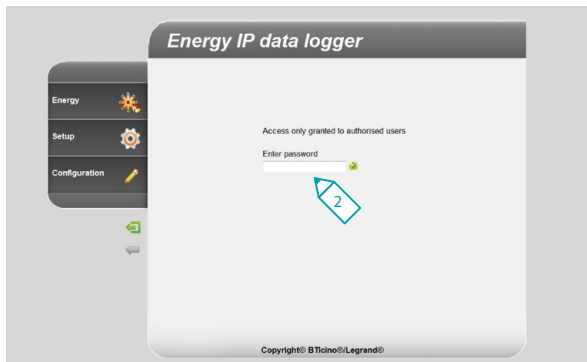 Energy IP data logger
Energy
Setup
Configuration
Access only granted to authorised users
Enter password
2
Copyright© BTicino®/Legrand®